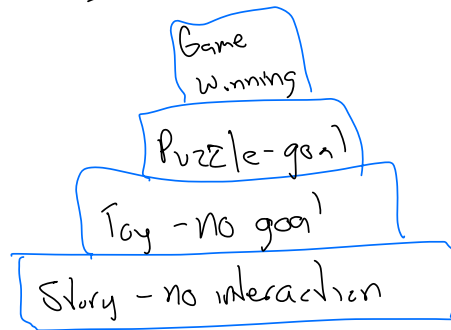 Game
Winning
Puzzle-goal
Toy - no goal
Story - no interaction